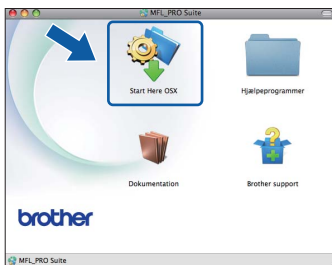 MFL_PRO Suite
Start Here OSX
Hjælpeprogrammer
Dokumentation
Brother support
brother
MFL_PRO Suite